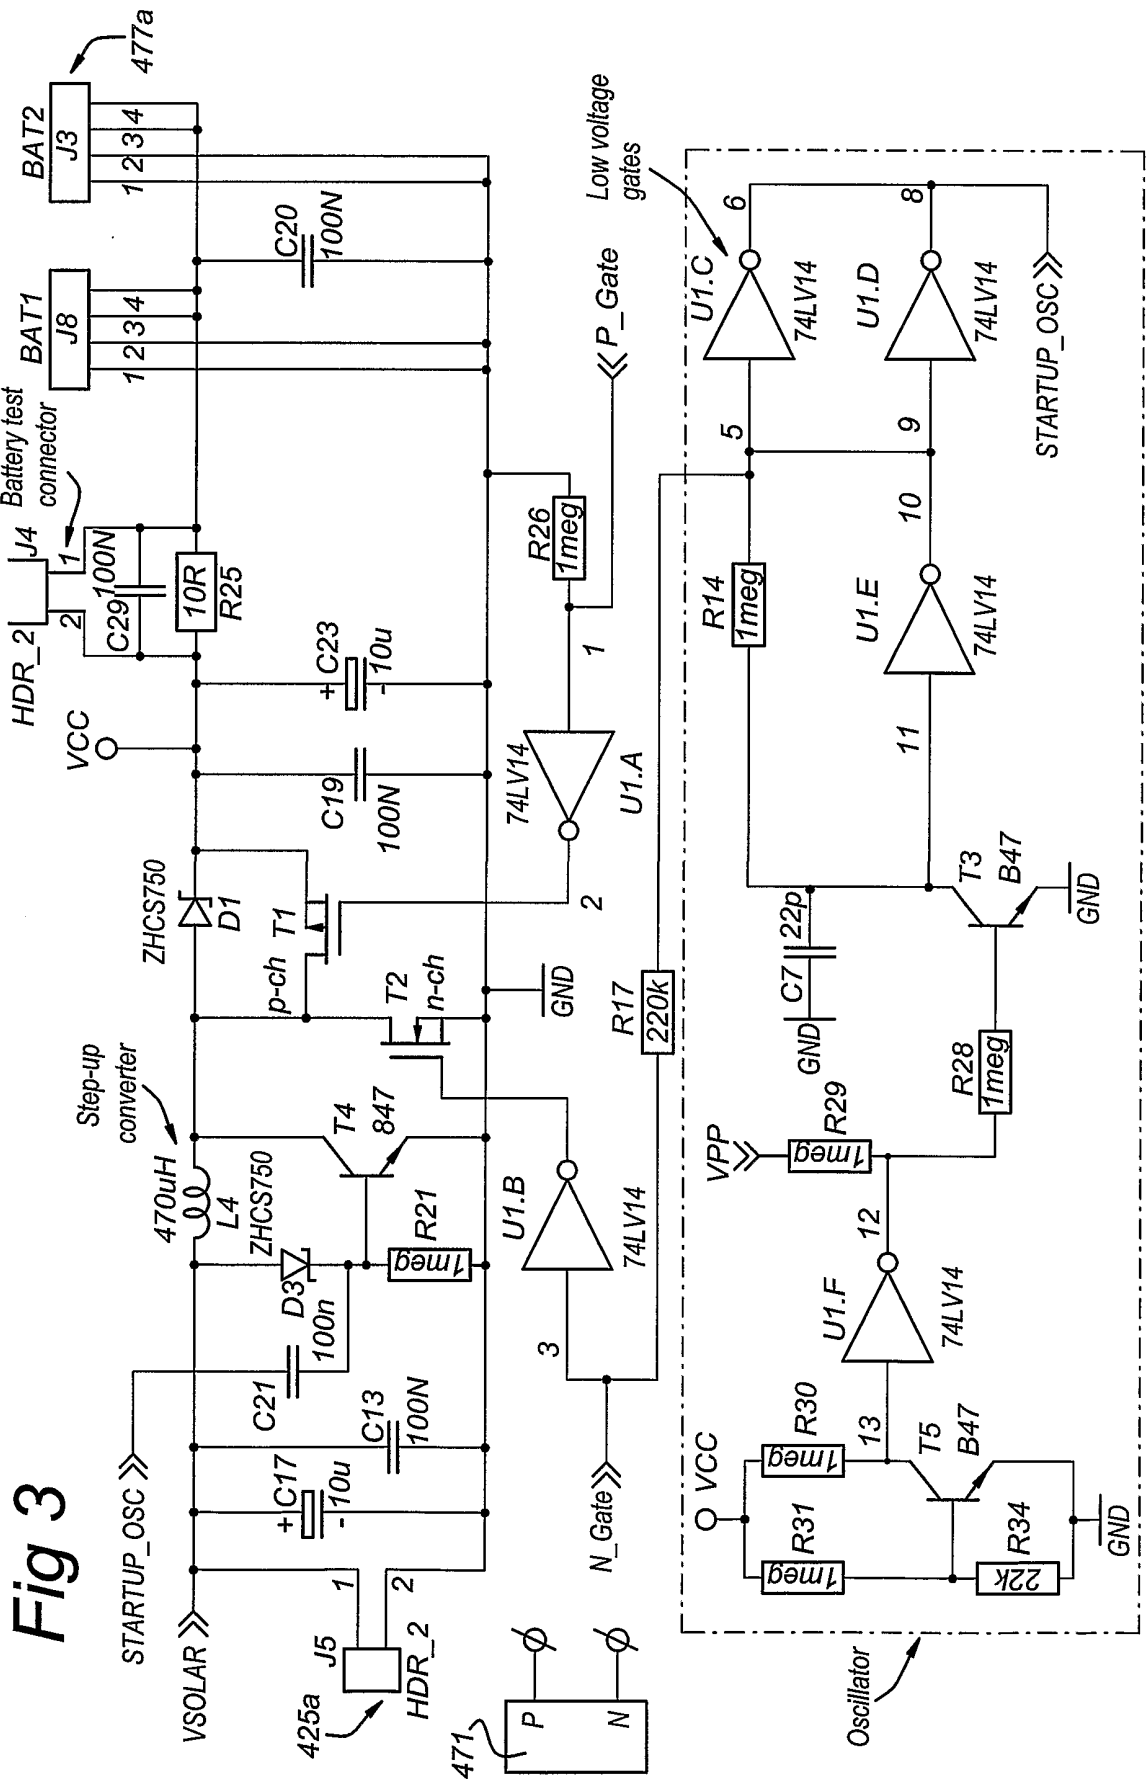 Fig 3
STARTUP_OSC
VSOLAR
J5
1
2
HDR_2
425a
C17
+
-
10u
C13
100N
C21
100n
D3
ZHCS750
470uH
L4
Step-up
converter
R21
1meg
T4
847
T2
n-ch
p-ch
T1
ZHCS750
D1
GND
VCC
C19
100N
C23
+
-
10u
HDR_2
J4
2
1
C29
100N
10R
R25
Battery test
connector
BAT1
J8
1 2 3 4
C20
100N
BAT2
J3
1 2 3 4
477a
471
P
N
N_Gate
3
U1.B
74LV14
2
74LV14
U1.A
1
R26
1meg
P_Gate
R17
220k
Low voltage
gates
Oscillator
VCC
R31
1meg
R30
1meg
R34
22k
GND
T5
B47
13
U1.F
74LV14
12
VPP
R29
1meg
R28
1meg
GND
C7
22p
T3
B47
GND
R14
1meg
11
U1.E
74LV14
10
5
9
U1.C
74LV14
6
U1.D
74LV14
8
STARTUP_OSC